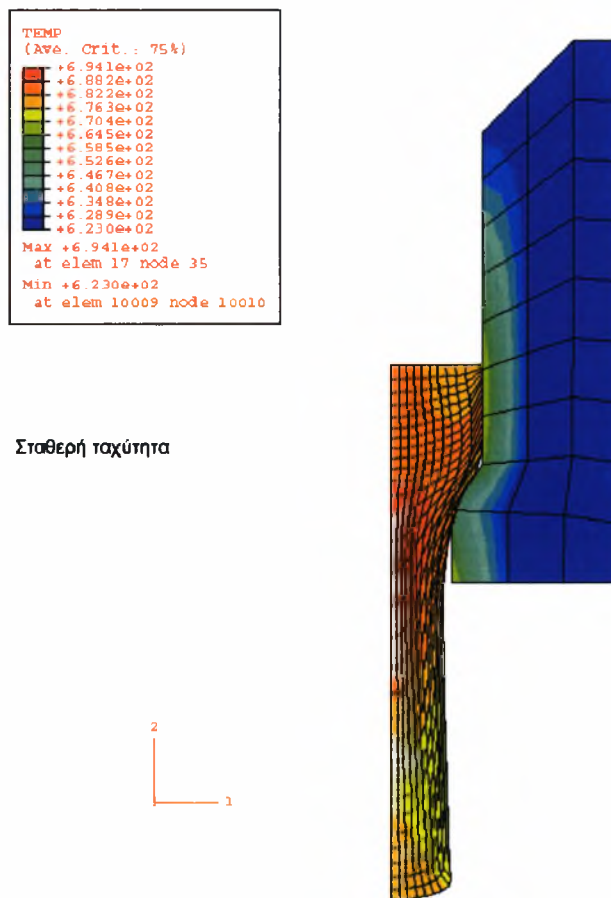 TEMP
(Ave. Crit.: 75%)
+6.941e+02
+6.882e+02
+6.822e+02
+6.763e+02
+6.704e+02
+6.645e+02
+6.585e+02
+6.526e+02
+6.467e+02
+6.408e+02
+6.348e+02
+6.289e+02
+6.230e+02
Max +6.941e+02
at elem 17 node 35
Min +6.230e+02
at elem 10009 node 10010
Σταθερή ταχύτητα
2
1